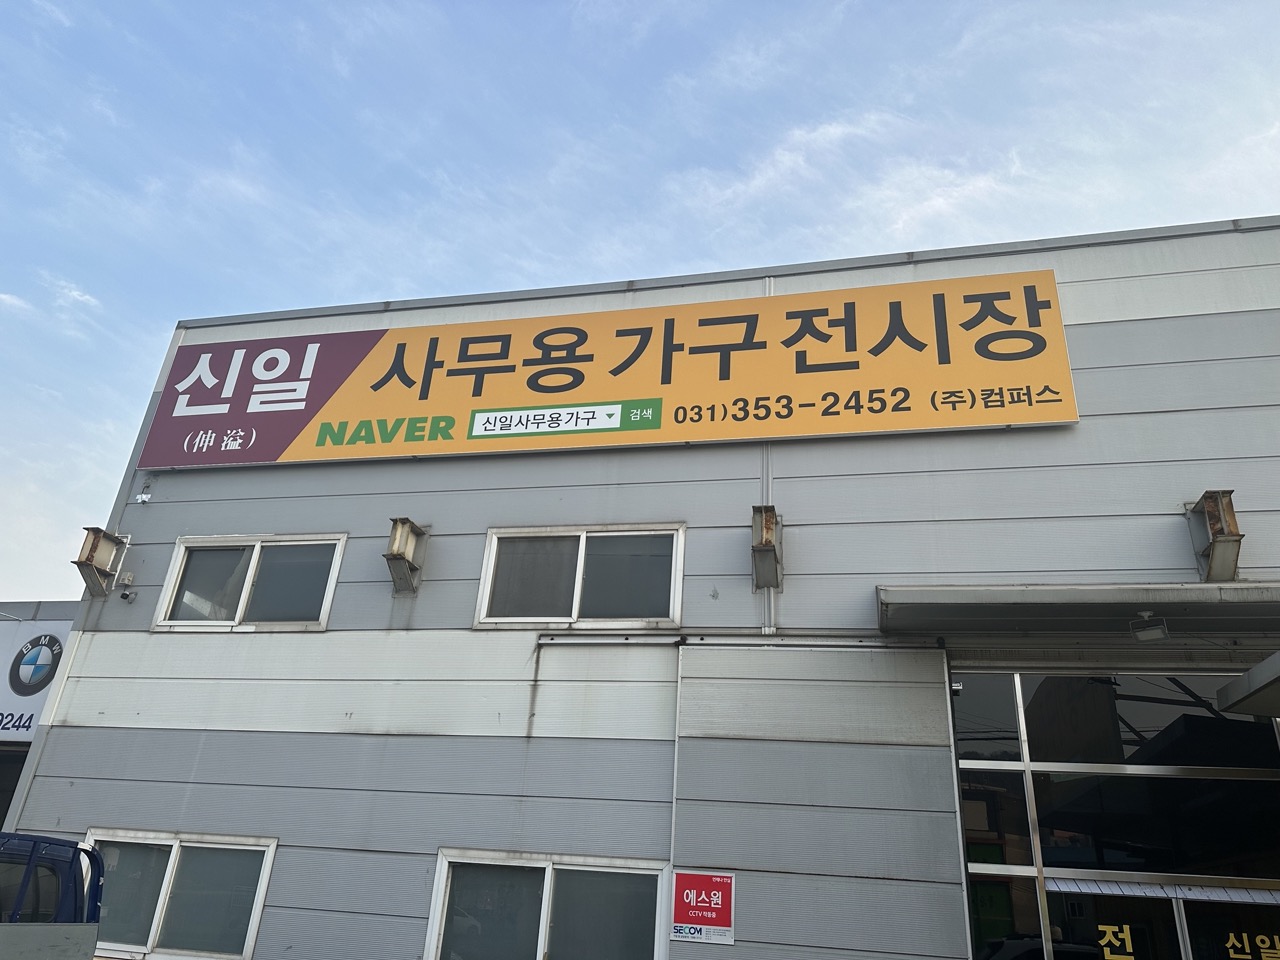 신일 사무용 가구 전시장
(伸溢) NAVER 신일사무용가구 검색 031)353-2452 (주)컴퍼스
BMW
9244
에스원
CCTV 작동중
SECOM
전
신일